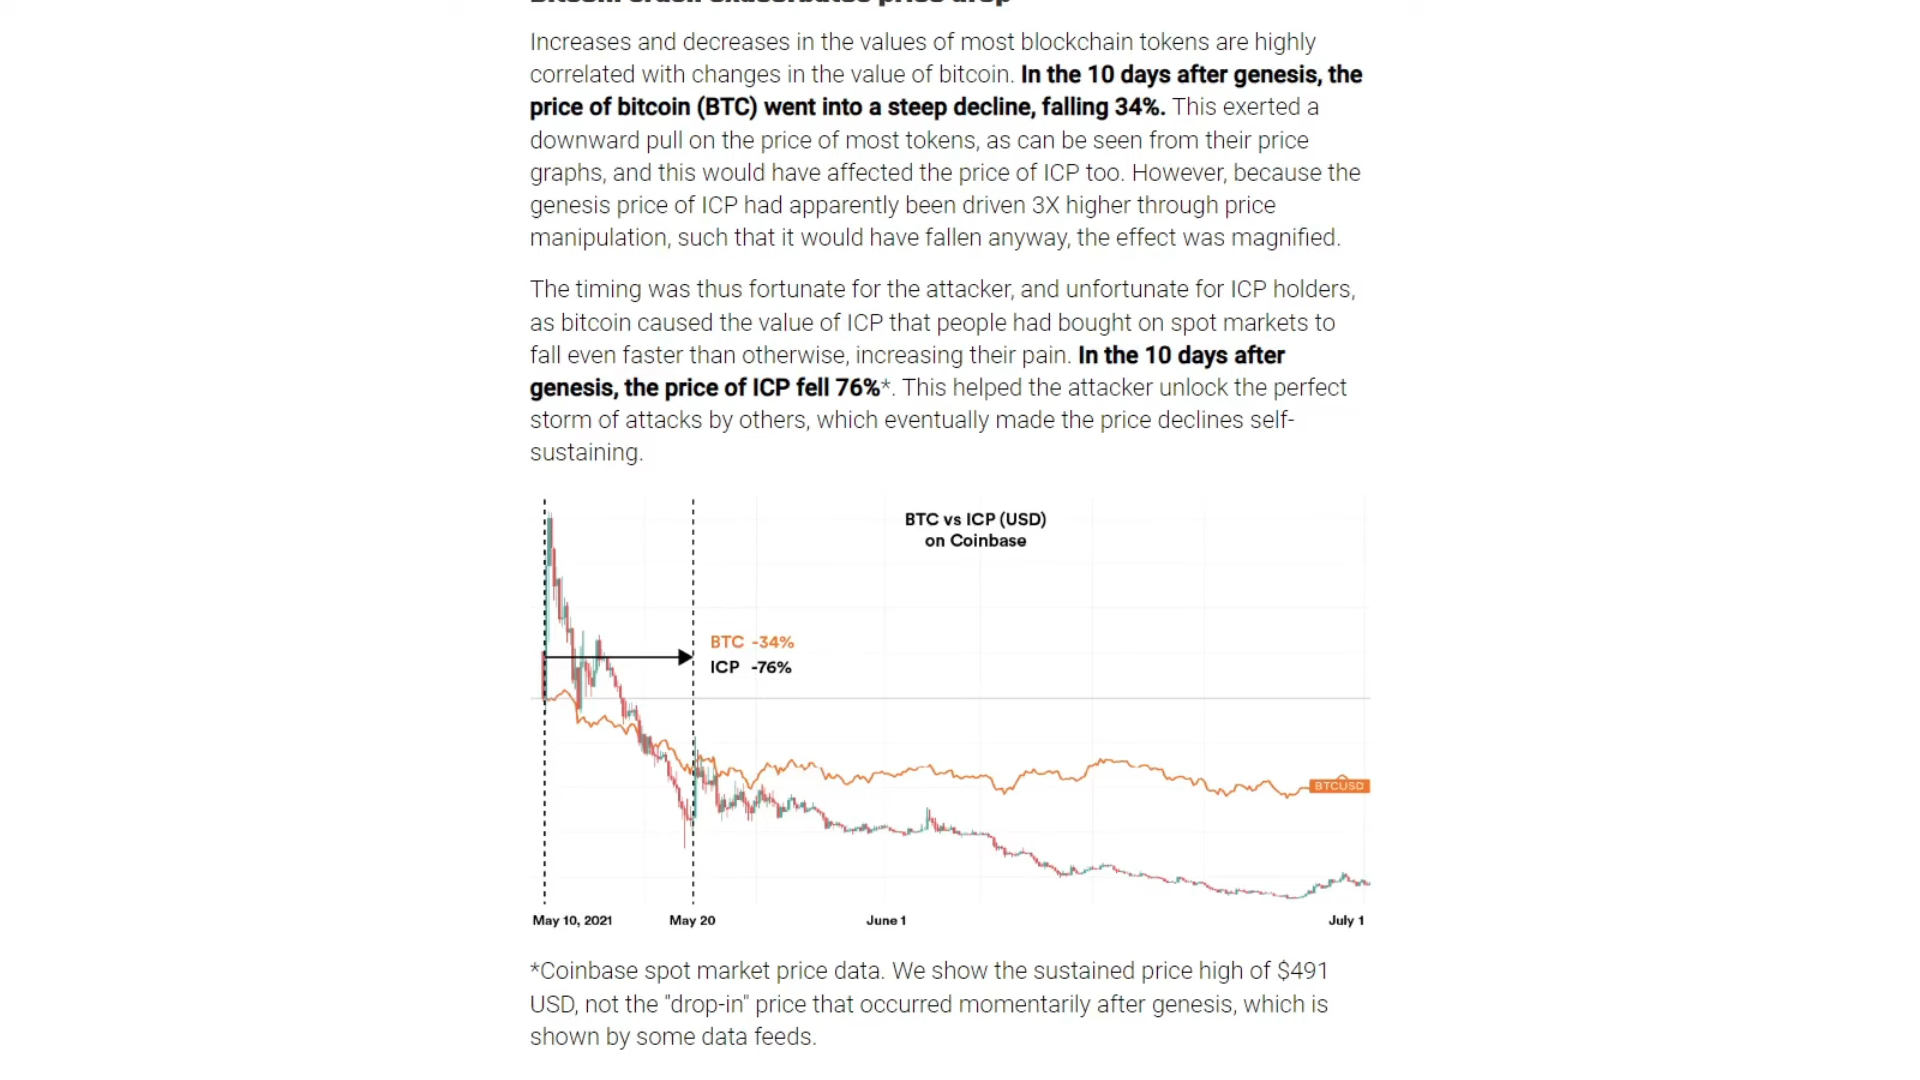 Bitcoin crash exacerbates price drop
Increases and decreases in the values of most blockchain tokens are highly
correlated with changes in the value of bitcoin. In the 10 days after genesis, the
price of bitcoin (BTC) went into a steep decline, falling 34%. This exerted a
downward pull on the price of most tokens, as can be seen from their price
graphs, and this would have affected the price of ICP too. However, because the
genesis price of ICP had apparently been driven 3X higher through price
manipulation, such that it would have fallen anyway, the effect was magnified.
The timing was thus fortunate for the attacker, and unfortunate for ICP holders,
as bitcoin caused the value of ICP that people had bought on spot markets to
fall even faster than otherwise, increasing their pain. In the 10 days after
genesis, the price of ICP fell 76%*. This helped the attacker unlock the perfect
storm of attacks by others, which eventually made the price declines self-
sustaining.
BTC vs ICP (USD)
on Coinbase
BTC -34%
ICP -76%
BTCUSD
May 10, 2021
May 20
June 1
July 1
*Coinbase spot market price data. We show the sustained price high of $491
USD, not the "drop-in" price that occurred momentarily after genesis, which is
shown by some data feeds.